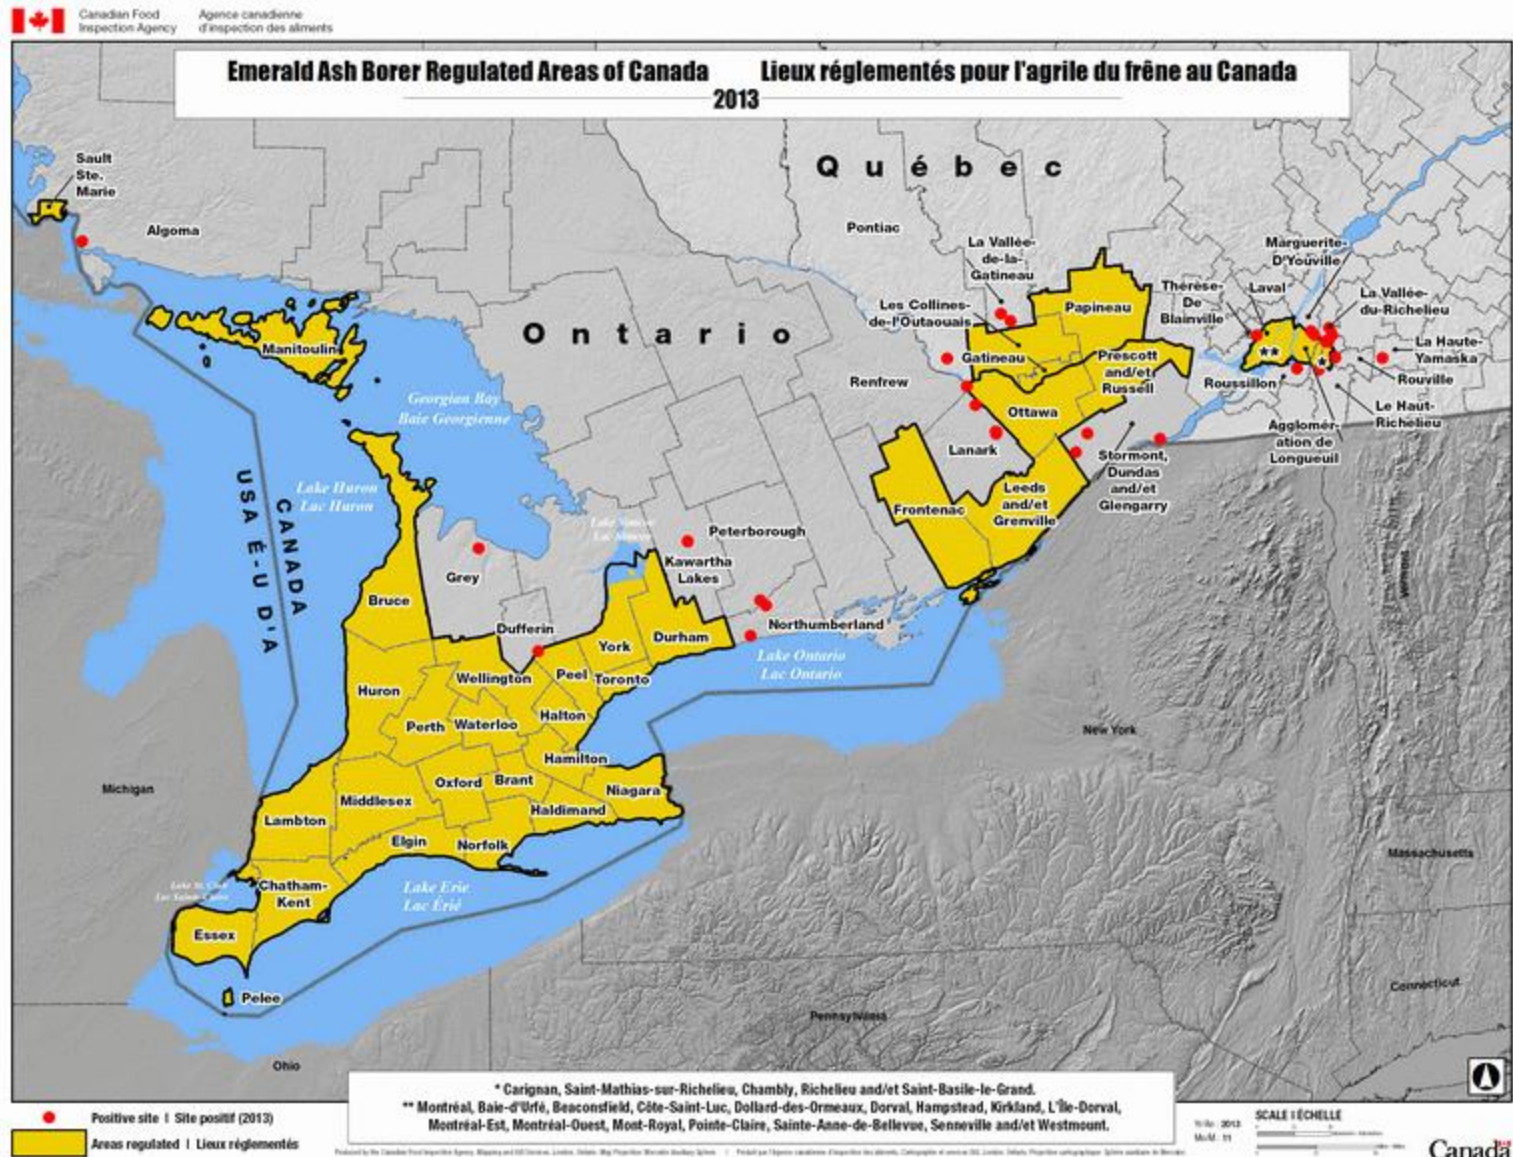 Canadian Food Agence canadienne
Inspection Agency d'inspection des aliments
Emerald Ash Borer Regulated Areas of Canada Lieux réglementés pour l'agrile du frêne au Canada
2013
Québec
Sault
Ste.
Marie
Algoma
Pontiac
La Vallée-
de-la-
Gatineau
Marguerite-
D'Youville
Thérèse-
De
Blainville
Laval
La Vallée-
du-Richelieu
Les Collines-
de-l'Outaouais
Papineau
Ontario
Manitoulin
Gatineau
Prescott
and/et
Russell
**
*
La Haute-
Yamaska
Renfrew
Roussillon
Rouville
Georgian Bay
Baie Georgienne
Ottawa
Le Haut-
Richelieu
Agglomér-
ation de
Longueuil
Lanark
Stormont,
Dundas
and/et
Glengarry
USA É-U D'A
CANADA
Lake Huron
Lac Huron
Frontenac
Leeds
and/et
Grenville
Lake Simcoe
Lac Simcoe
Peterborough
Kawartha
Lakes
Grey
Bruce
Dufferin
Northumberland
York
Durham
Lake Ontario
Lac Ontario
Wellington
Peel
Toronto
Huron
Perth
Waterloo
Halton
New York
Hamilton
Oxford
Brant
Niagara
Michigan
Middlesex
Haldimand
Lambton
Elgin
Norfolk
Massachusetts
Chatham-
Kent
Lake Erie
Lac Érié
Essex
Pelee
Connecticut
Pennsylvania
Ohio
* Carignan, Saint-Mathias-sur-Richelieu, Chambly, Richelieu and/et Saint-Basile-le-Grand.
** Montréal, Baie-d'Urfé, Beaconsfield, Côte-Saint-Luc, Dollard-des-Ormeaux, Dorval, Hampstead, Kirkland, L'Île-Dorval,
Montréal-Est, Montréal-Ouest, Mont-Royal, Pointe-Claire, Sainte-Anne-de-Bellevue, Senneville and/et Westmount.
Positive site | Site positif (2013)
Areas regulated | Lieux réglementés
2013
11
SCALE | ÉCHELLE
Canada